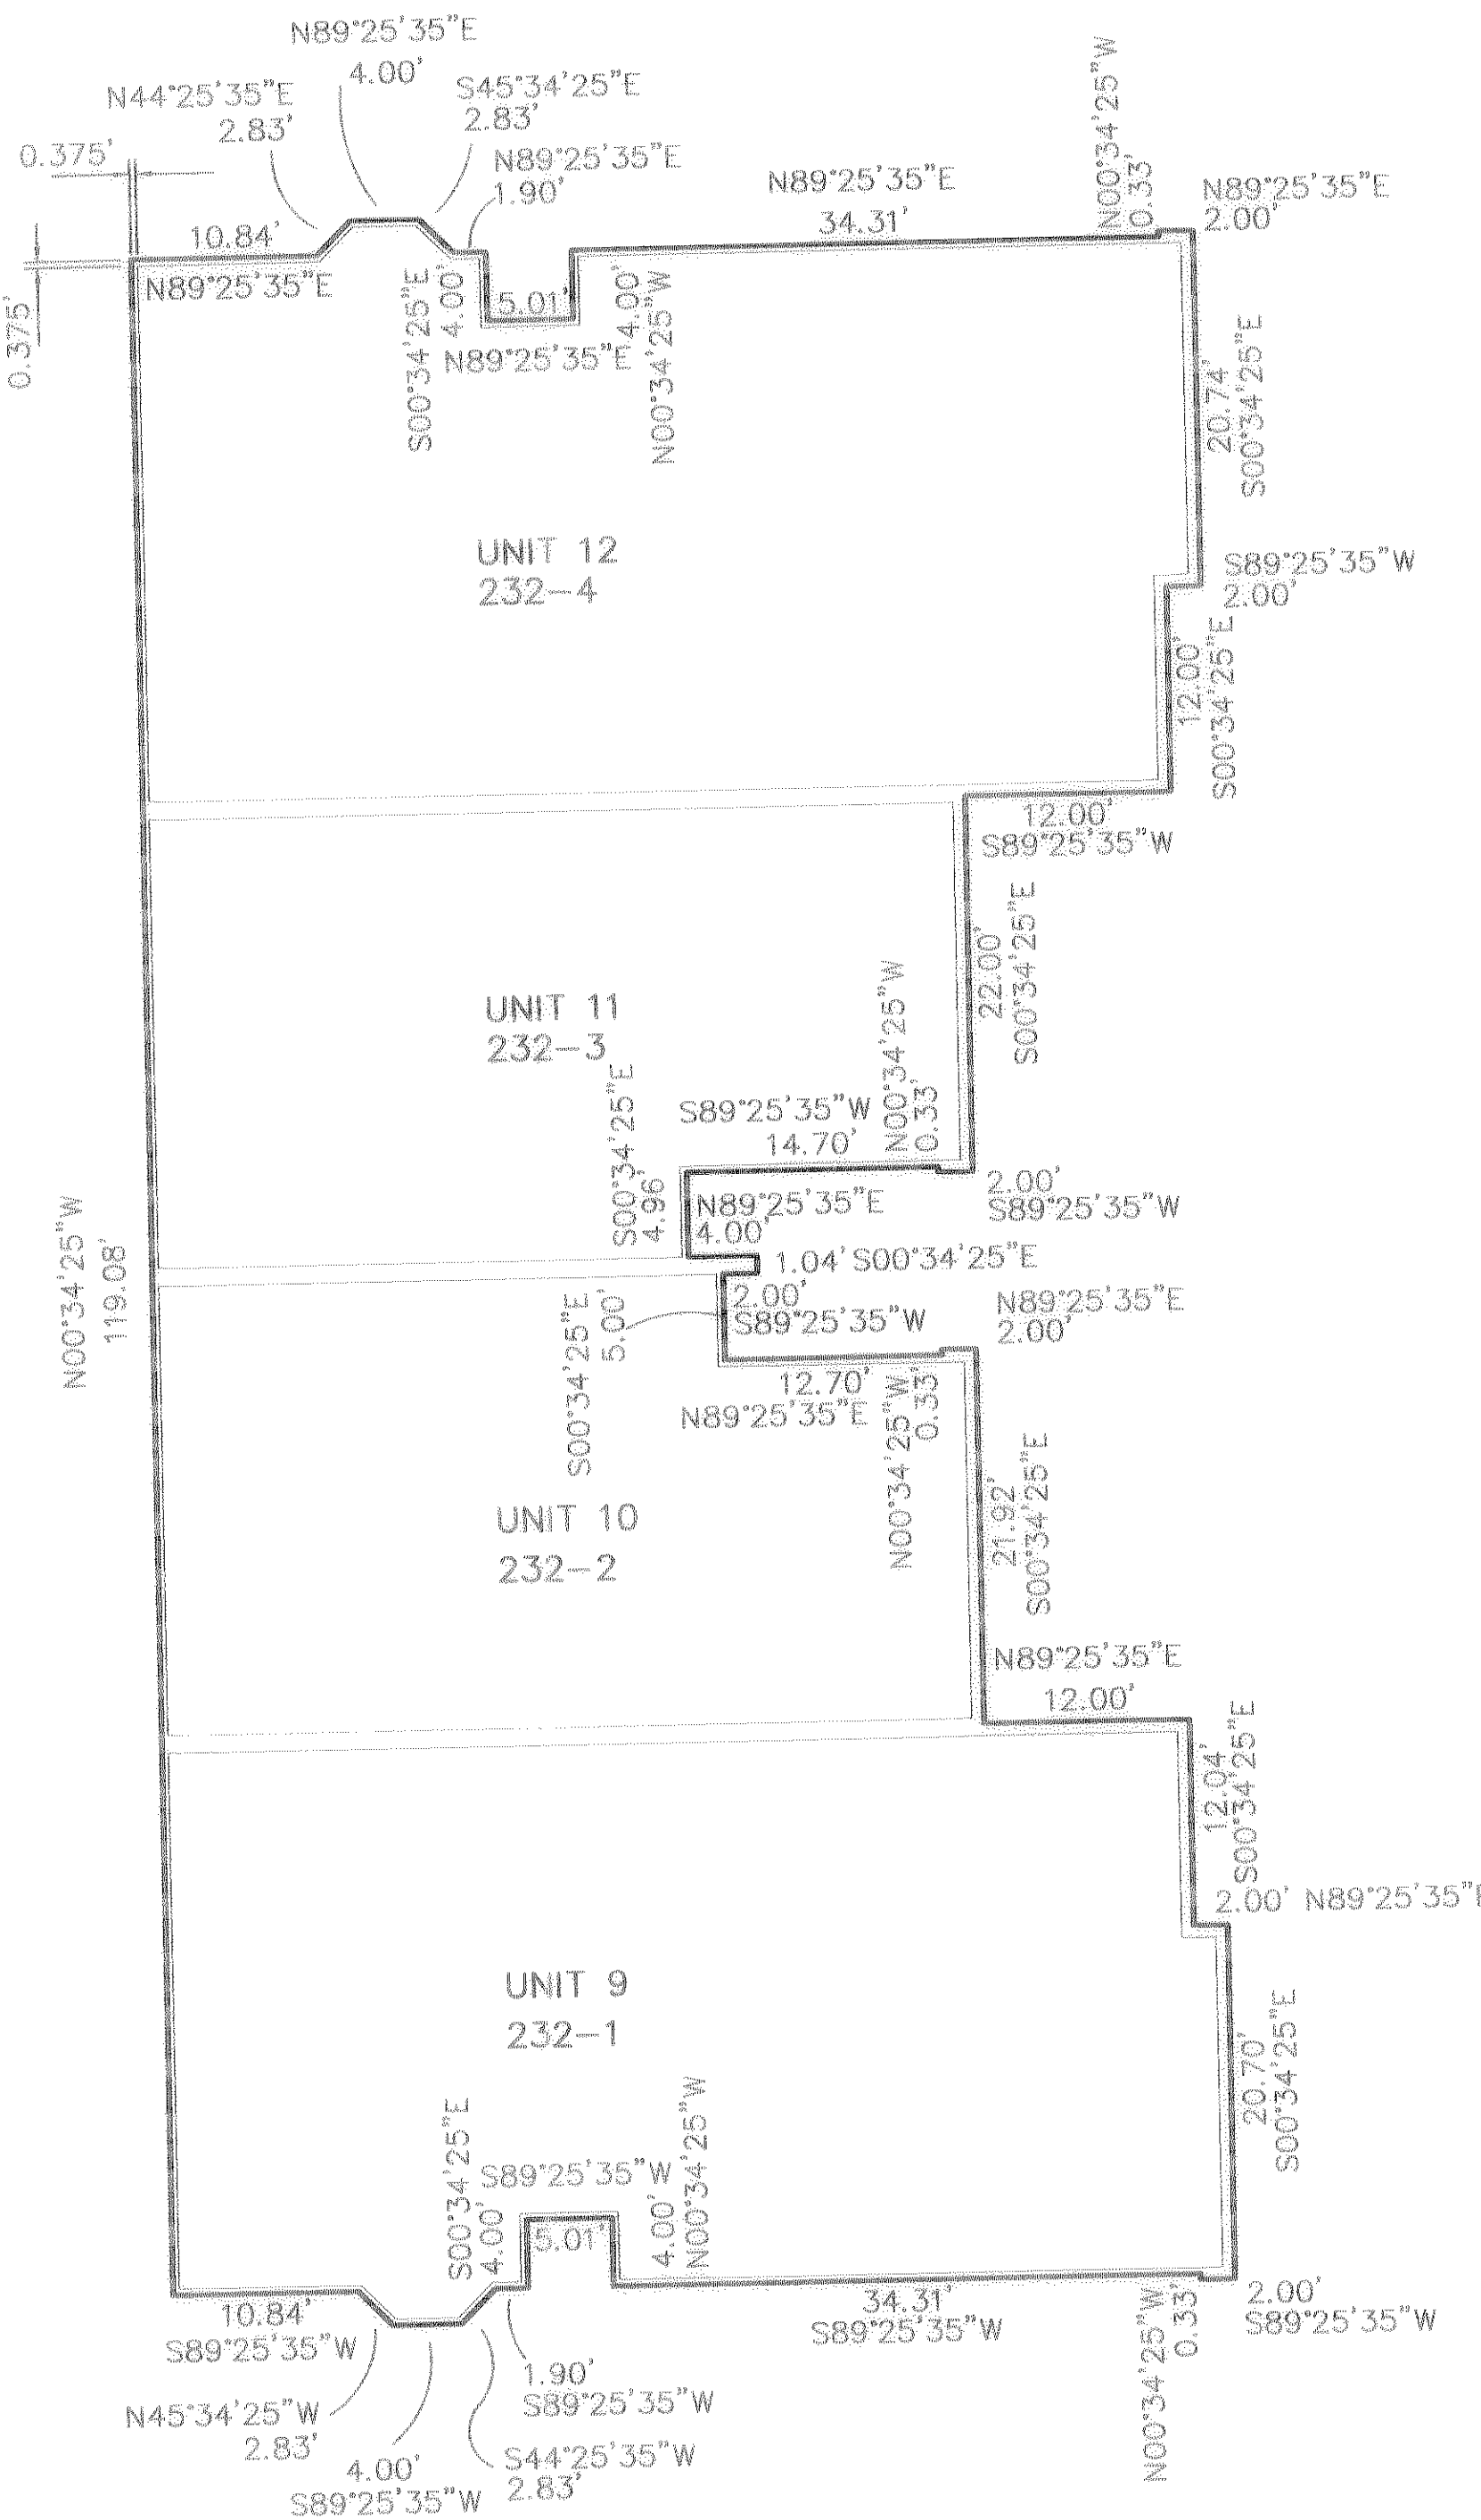 N89°25'35"E
4.00'
N44°25'35"E
2.83'
S45°34'25"E
2.83'
N89°25'35"E
1.90'
0.375'
0.375'
10.84'
N89°25'35"E
S00°34'25"E
4.00'
5.01'
N89°25'35"E
4.00'
N00°34'25"W
N89°25'35"E
34.31'
N00°34'25"W
0.33'
N89°25'35"E
2.00'
20.74'
S00°34'25"E
UNIT 12
232-4
S89°25'35"W
2.00'
12.00'
S00°34'25"E
12.00'
S89°25'35"W
22.00'
S00°34'25"E
UNIT 11
232-3
N00°34'25"W
0.33'
S89°25'35"W
14.70'
S00°34'25"E
4.96'
2.00'
S89°25'35"W
N89°25'35"E
4.00'
1.04' S00°34'25"E
N00°34'25"W
119.08'
2.00'
S89°25'35"W
S00°34'25"E
5.00'
N89°25'35"E
2.00'
12.70'
N89°25'35"E
N00°34'25"W
0.33'
21.92'
S00°34'25"E
UNIT 10
232-2
N89°25'35"E
12.00'
12.04'
S00°34'25"E
2.00' N89°25'35"E
UNIT 9
232-1
20.70'
S00°34'25"E
S00°34'25"E
4.00'
S89°25'35"W
5.01'
4.00'
N00°34'25"W
10.84'
S89°25'35"W
34.31'
S89°25'35"W
N00°34'25"W
0.33'
2.00'
S89°25'35"W
1.90'
S89°25'35"W
N45°34'25"W
2.83'
4.00'
S89°25'35"W
S44°25'35"W
2.83'